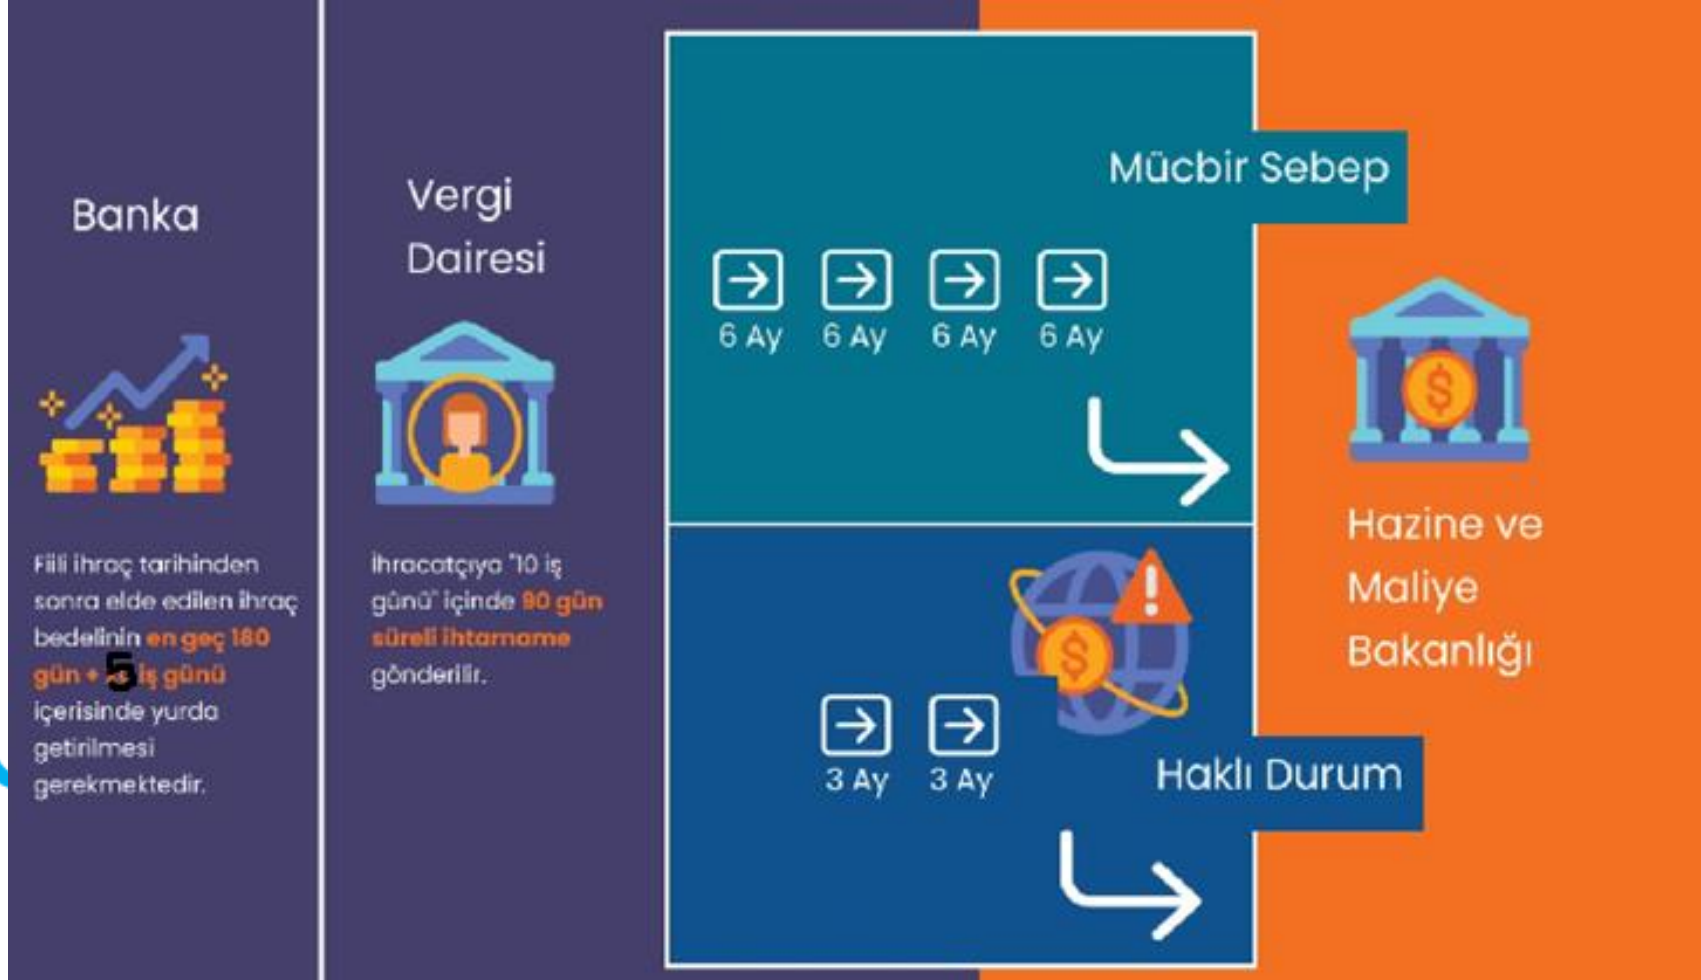 Banka
Fiili ihraç tarihinden
sonra elde edilen ihraç
bedelinin en geç 180
gün + 5 iş günü
içerisinde yurda
getirilmesi
gerekmektedir.
Vergi
Dairesi
İhracatçıya "10 iş
günü" içinde 90 gün
süreli ihtarname
gönderilir.
Mücbir Sebep
6 Ay 6 Ay 6 Ay 6 Ay
$
!
$
3 Ay 3 Ay
Haklı Durum
$
Hazine ve
Maliye
Bakanlığı